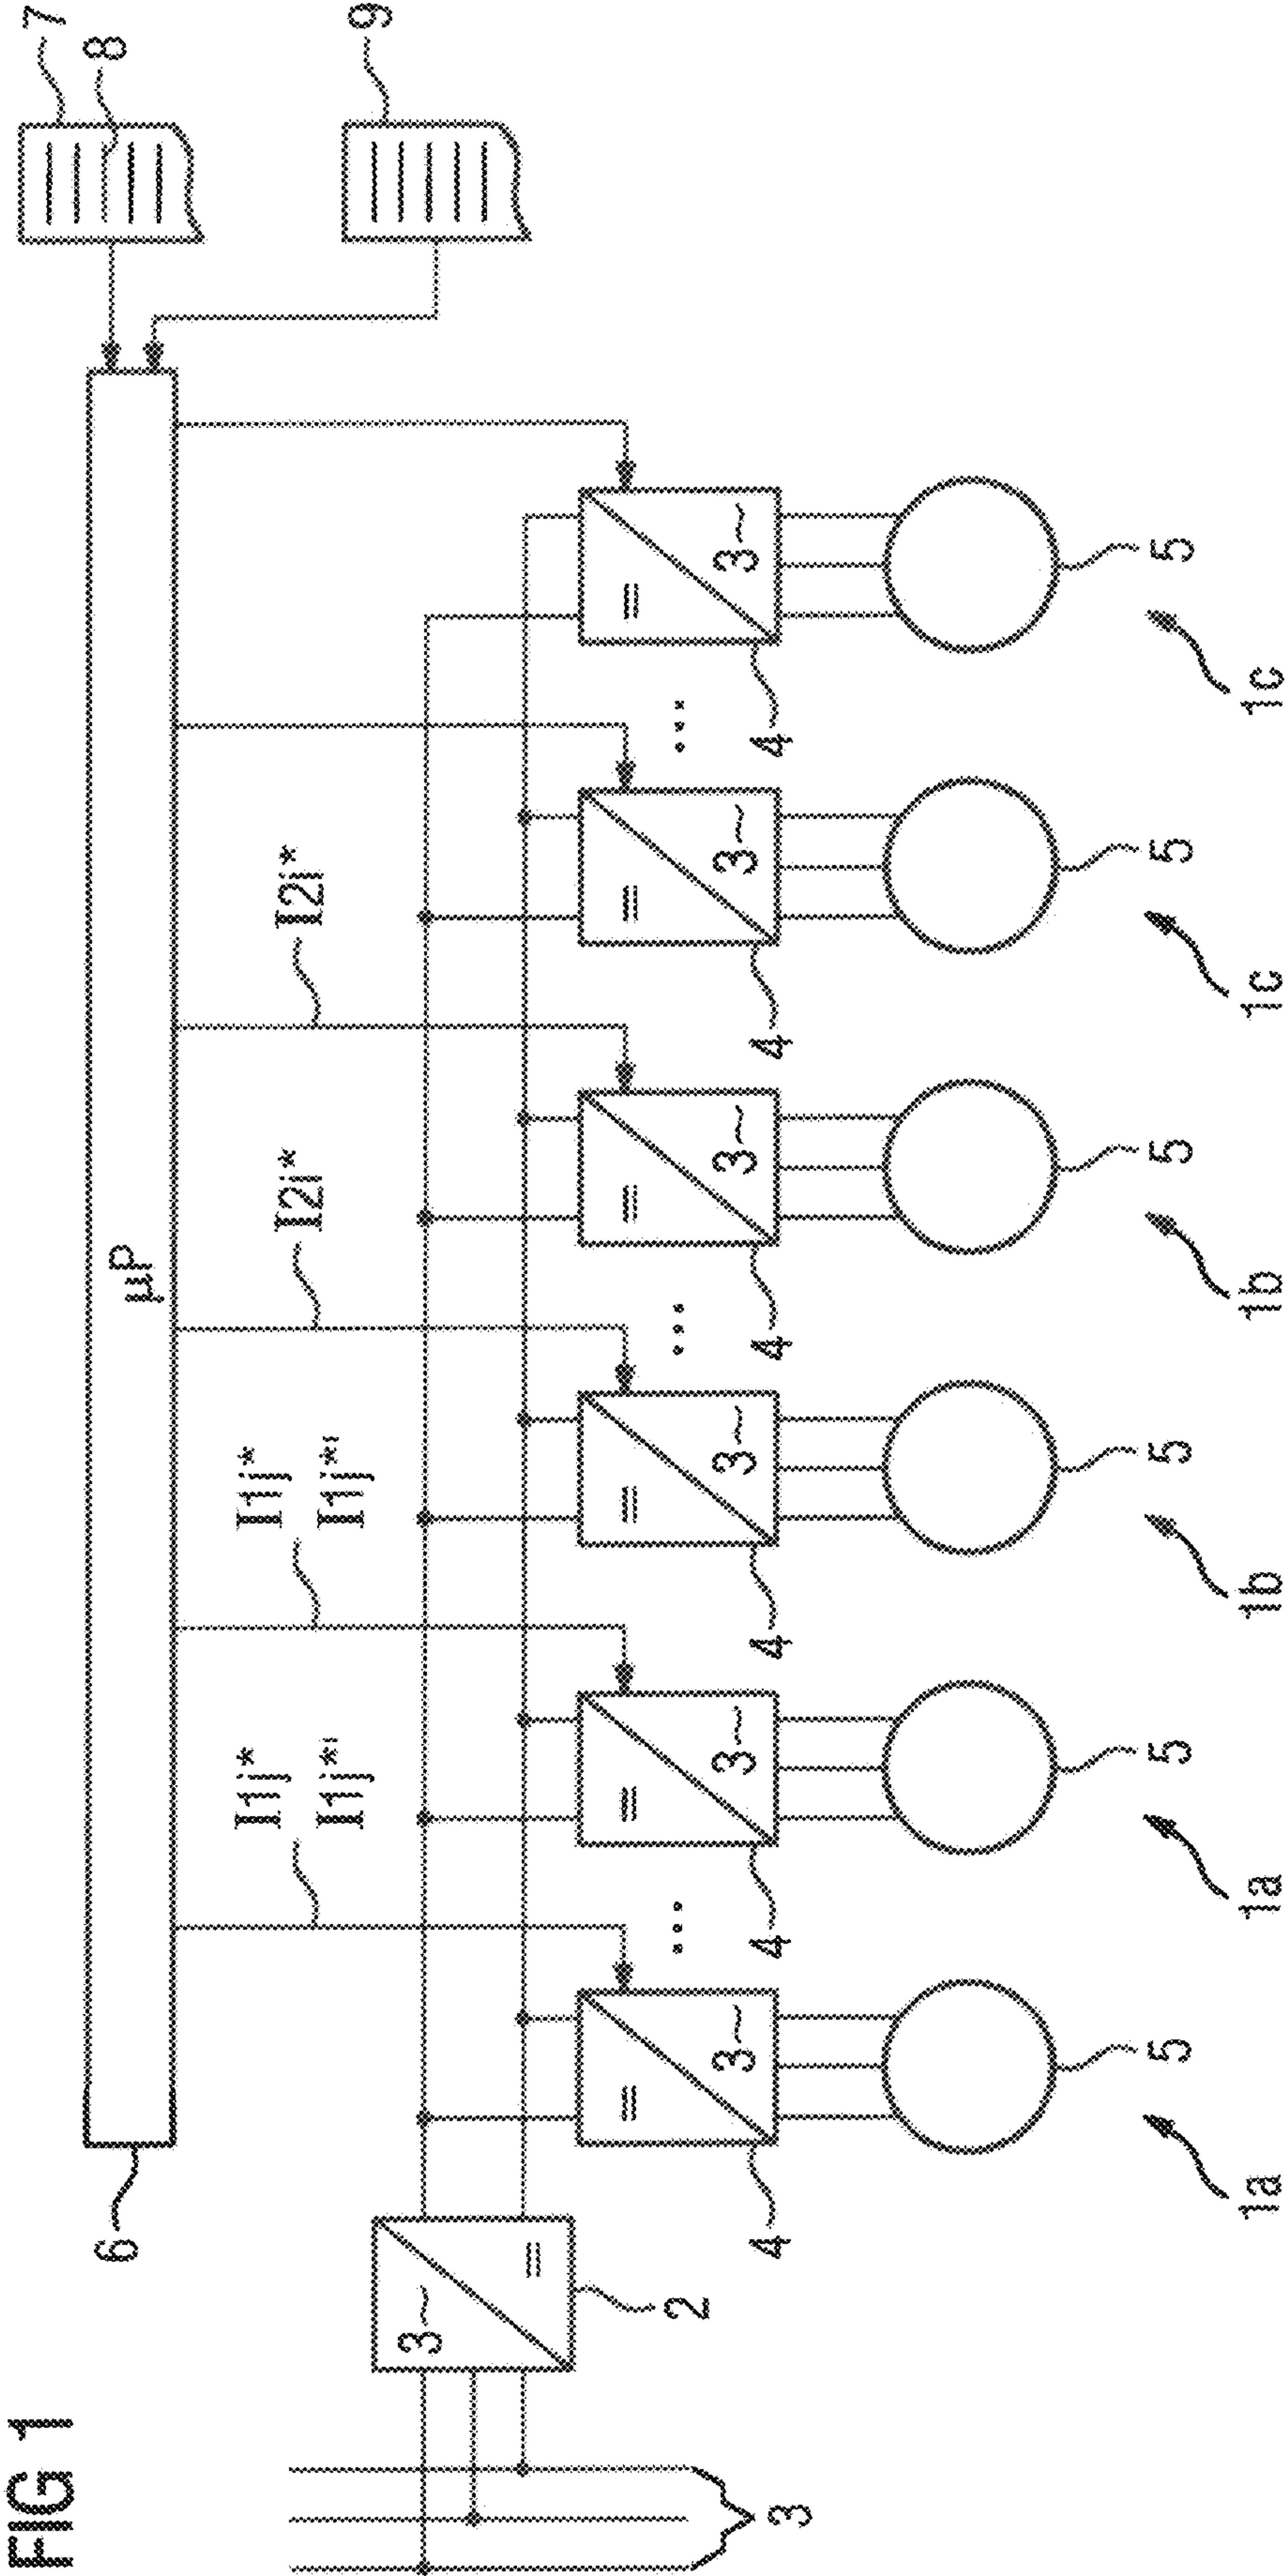 FIG 1
7
8
6
µP
I1j*
I1j*'
I1j*
I1j*'
I2i*
I2i*
9
3~
=
2
3
= = = = = =
... ... ...
3~ 3~ 3~ 3~ 3~ 3~
4 4 4 4 4 4
5 5 5 5 5 5
1a 1a 1b 1b 1c 1c